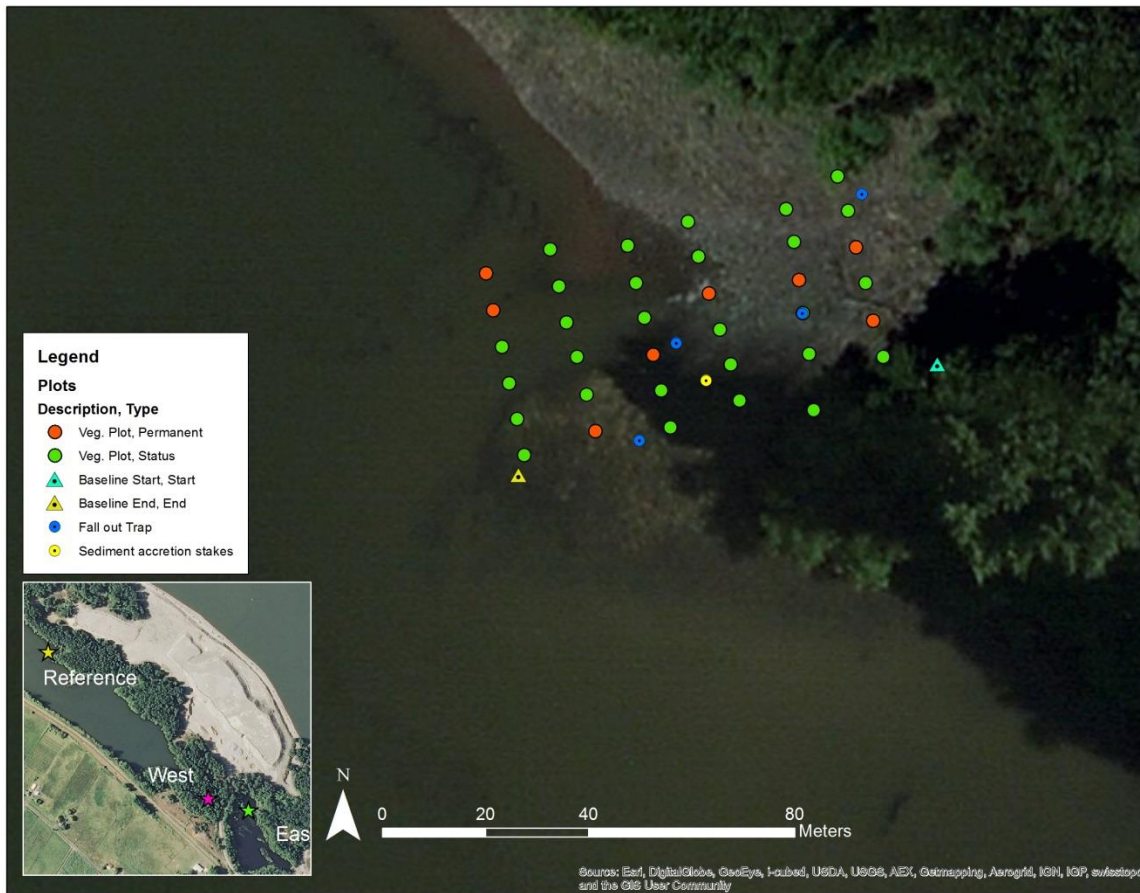 Legend
Plots
Description, Type
Veg. Plot, Permanent
Veg. Plot, Status
Baseline Start, Start
Baseline End, End
Fall out Trap
Sediment accretion stakes
Reference
West
Eas
N
0 20 40 80
Meters
Source: Esri, DigitalGlobe, GeoEye, i-cubed, USDA, USGS, AEX, Getmapping, Aerogrid, IGN, IGP, swisstopo
and the GIS User Community